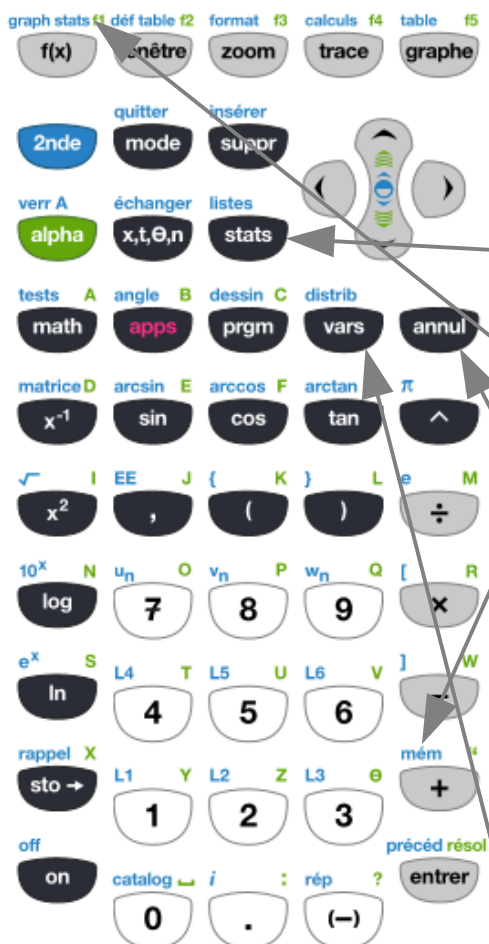 graph stats f1 déf table f2 format f3 calculs f4 table f5
f(x) fenêtre zoom trace graphe
quitter insérer
2nde mode suppr
verr A échanger listes
alpha x,t,Θ,n stats
tests A angle B dessin C distrib
math apps prgm vars annul
matrice D arcsin E arccos F arctan π
x⁻¹ sin cos tan ^
√ I EE J { K } L e M
x² , ( ) ÷
10ˣ N uₙ O vₙ P wₙ Q [ R
log 7 8 9 ×
eˣ S L4 T L5 U L6 V ] W
ln 4 5 6 −
rappel X L1 Y L2 Z L3 θ mém "
sto → 1 2 3 +
off précéd résol
on entrer
catalog ⎵ i : rép ?
0 . (−)